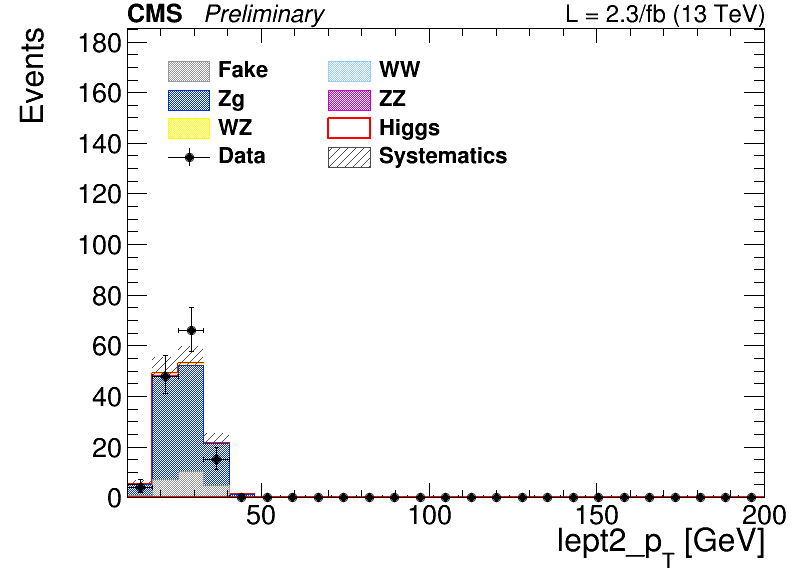 CMS Preliminary L = 2.3/fb (13 TeV)
Events
180
160
140
120
100
80
60
40
20
0
Fake WW
Zg ZZ
WZ Higgs
Data Systematics
50 100 150 200
lept2_p_T [GeV]